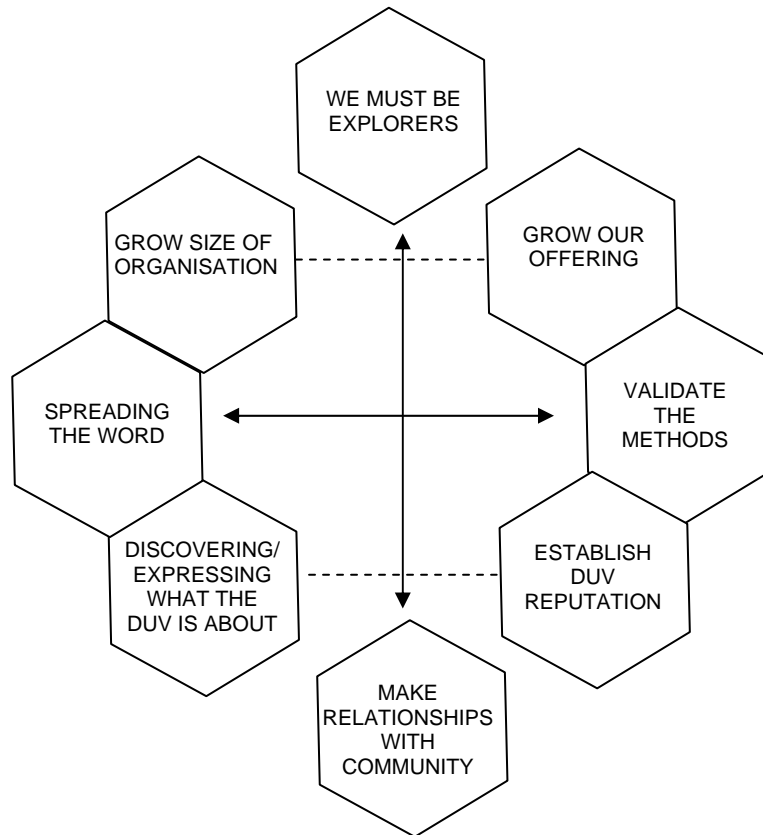 WE MUST BE
EXPLORERS
GROW SIZE OF
ORGANISATION
GROW OUR
OFFERING
SPREADING
THE WORD
VALIDATE
THE
METHODS
DISCOVERING/
EXPRESSING
WHAT THE
DUV IS ABOUT
ESTABLISH
DUV
REPUTATION
MAKE
RELATIONSHIPS
WITH
COMMUNITY